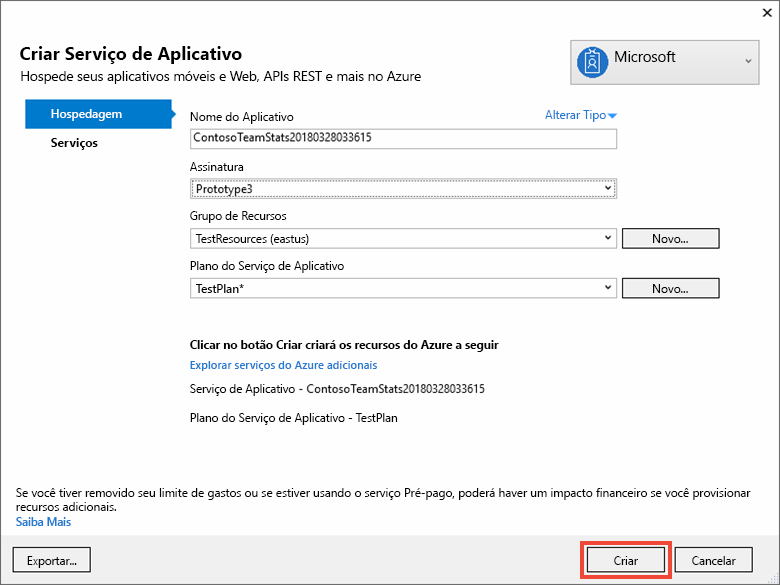 Criar Serviço de Aplicativo
Hospede seus aplicativos móveis e Web, APIs REST e mais no Azure
Microsoft
Hospedagem
Serviços
Nome do Aplicativo
Alterar Tipo
ContosoTeamStats20180328033615
Assinatura
Prototype3
Grupo de Recursos
TestResources (eastus)
Novo...
Plano do Serviço de Aplicativo
TestPlan*
Novo...
Clicar no botão Criar criará os recursos do Azure a seguir
Explorar serviços do Azure adicionais
Serviço de Aplicativo - ContosoTeamStats20180328033615
Plano do Serviço de Aplicativo - TestPlan
Se você tiver removido seu limite de gastos ou se estiver usando o serviço Pré-pago, poderá haver um impacto financeiro se você provisionar
recursos adicionais.
Saiba Mais
Exportar...
Criar
Cancelar